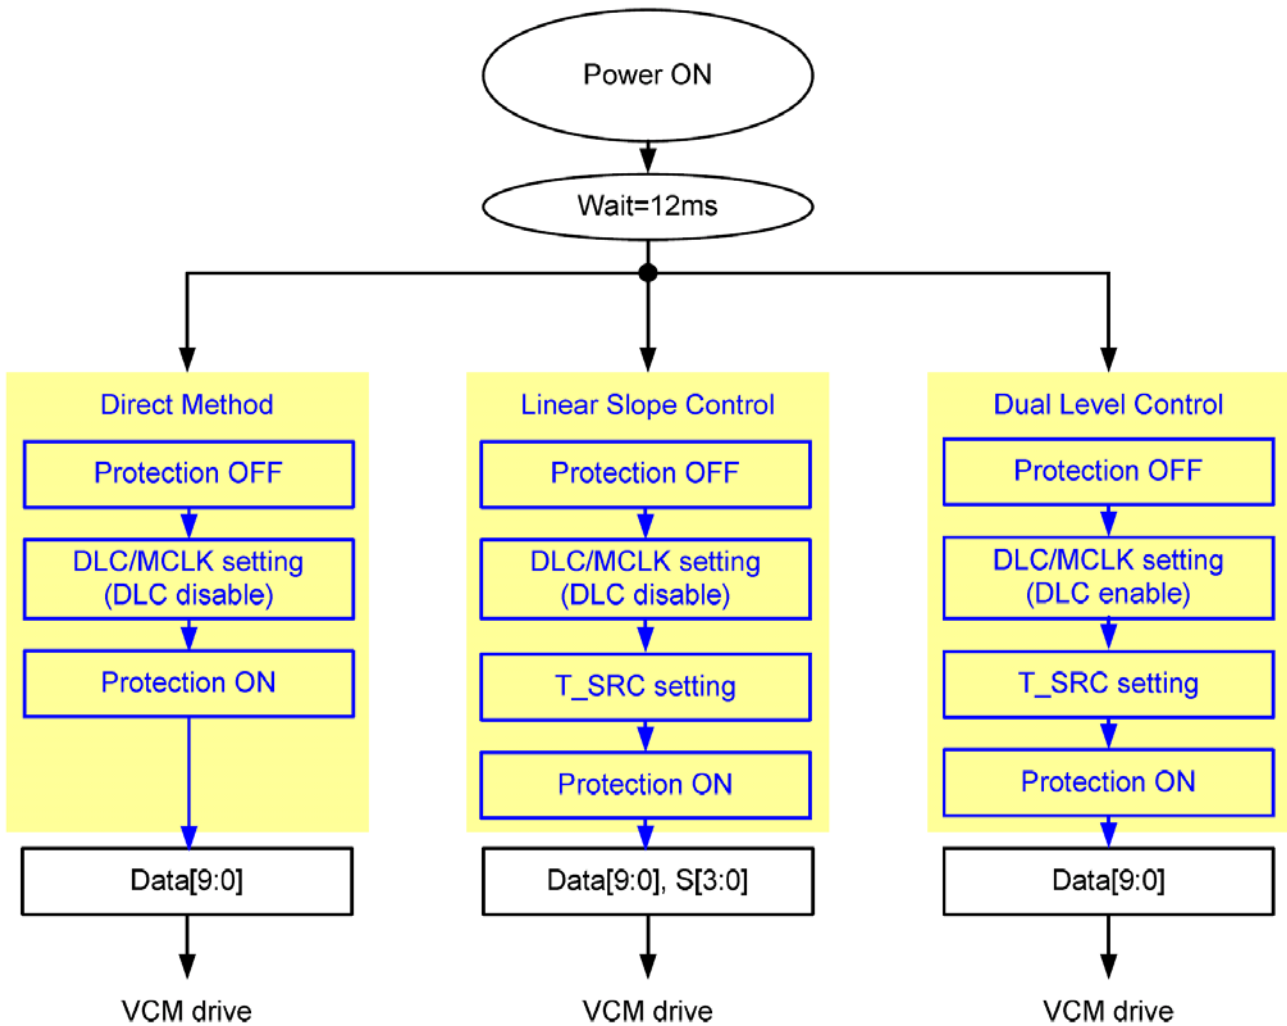 Power ON
Wait=12ms
Direct Method
Protection OFF
DLC/MCLK setting
(DLC disable)
Protection ON
Data[9:0]
VCM drive
Linear Slope Control
Protection OFF
DLC/MCLK setting
(DLC disable)
T_SRC setting
Protection ON
Data[9:0], S[3:0]
VCM drive
Dual Level Control
Protection OFF
DLC/MCLK setting
(DLC enable)
T_SRC setting
Protection ON
Data[9:0]
VCM drive